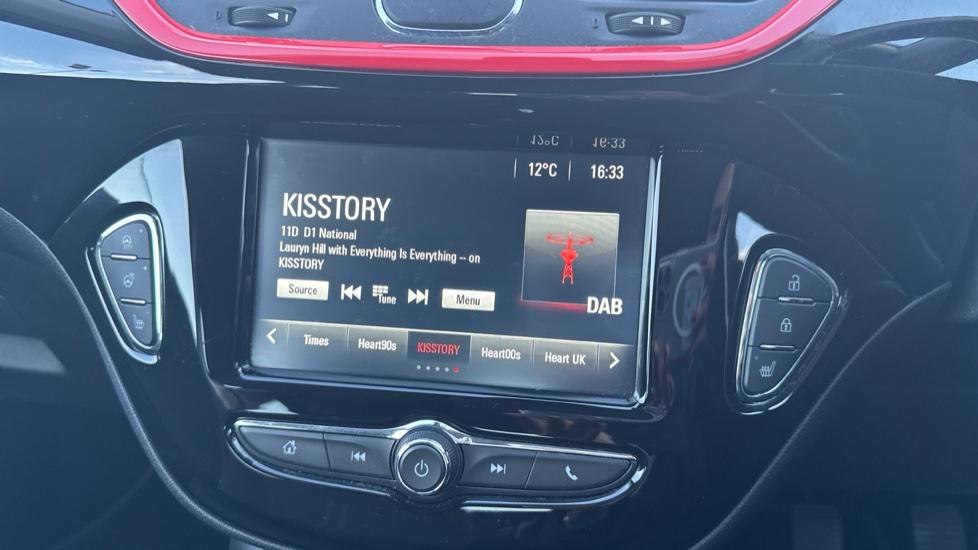 12°C 16:33
KISSTORY
11D D1 National
Lauryn Hill with Everything Is Everything -- on
KISSTORY
Source Tune Menu
DAB
Times Heart90s KISSTORY Heart00s Heart UK